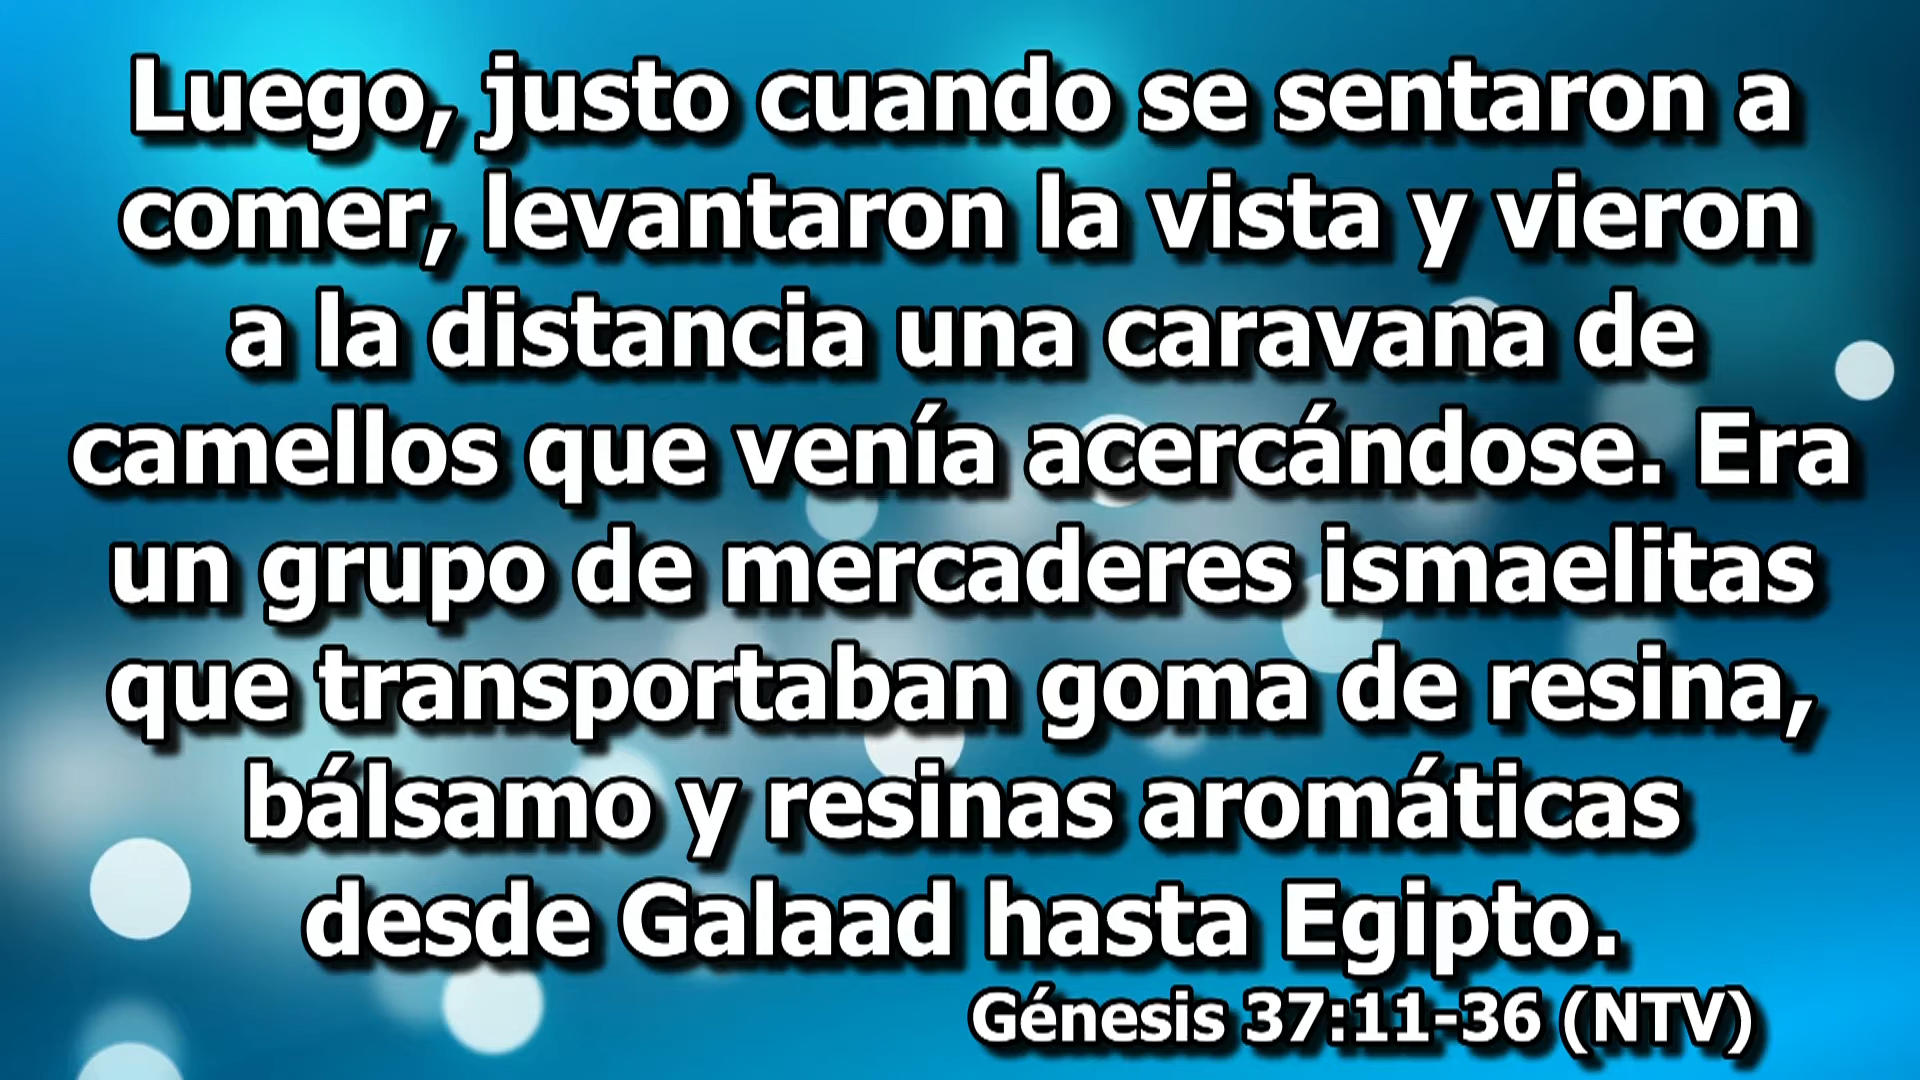 Luego, justo cuando se sentaron a
comer, levantaron la vista y vieron
a la distancia una caravana de
camellos que venía acercándose. Era
un grupo de mercaderes ismaelitas
que transportaban goma de resina,
bálsamo y resinas aromáticas
desde Galaad hasta Egipto.
Génesis 37:11-36 (NTV)